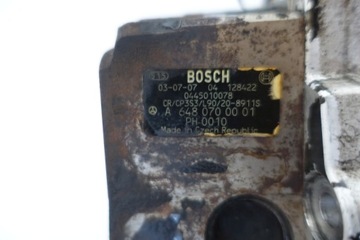 BOSCH
03-07-07 04 128422
0445010078
CR/CP3S3/L90/20-8911S
A 648 070 00 01
PH-0010
Made in Czech Republic